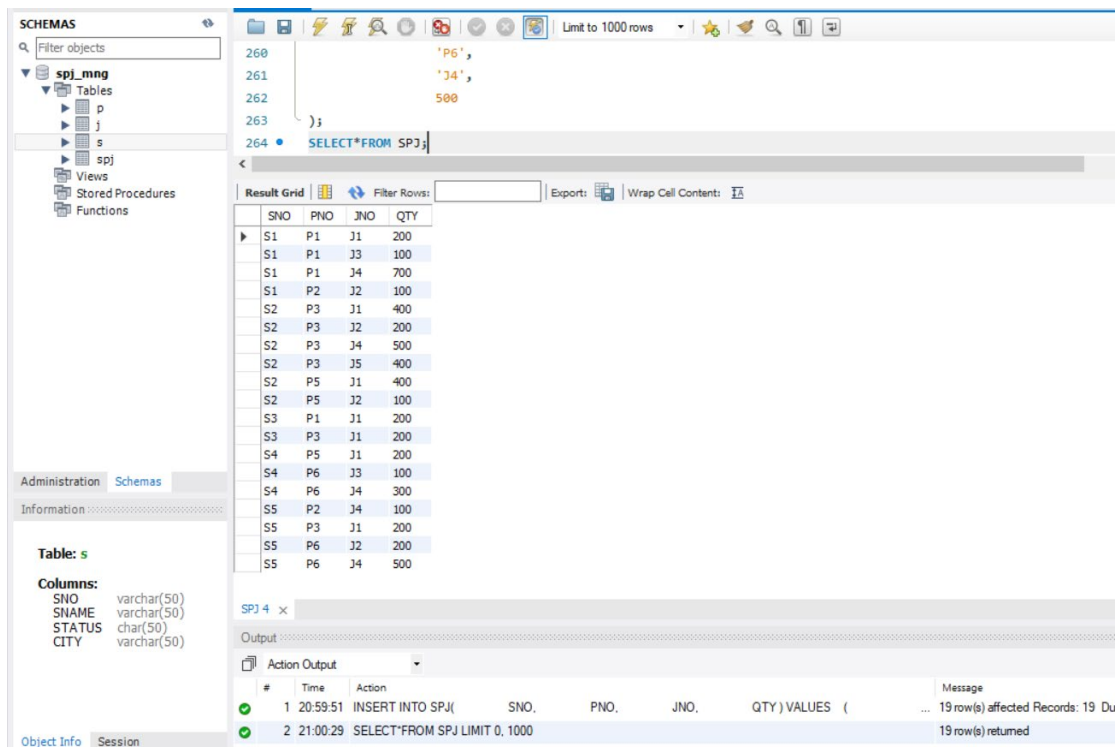 SCHEMAS
Filter objects
spj_mng
Tables
p
j
s
spj
Views
Stored Procedures
Functions
Administration Schemas
Information
Table: s
Columns:
SNO varchar(50)
SNAME varchar(50)
STATUS char(50)
CITY varchar(50)
Object Info Session
Limit to 1000 rows
260 'P6',
261 'J4',
262 500
263 );
264 SELECT*FROM SPJ;
Result Grid Filter Rows: Export: Wrap Cell Content: IA
SNO PNO JNO QTY
S1 P1 J1 200
S1 P1 J3 100
S1 P1 J4 700
S1 P2 J2 100
S2 P3 J1 400
S2 P3 J2 200
S2 P3 J4 500
S2 P3 J5 400
S2 P5 J1 400
S2 P5 J2 100
S3 P1 J1 200
S3 P3 J1 200
S4 P5 J1 200
S4 P6 J3 100
S4 P6 J4 300
S5 P2 J4 100
S5 P3 J1 200
S5 P6 J2 200
S5 P6 J4 500
SPJ 4 ×
Output
Action Output
# Time Action Message
1 20:59:51 INSERT INTO SPJ( SNO, PNO, JNO, QTY ) VALUES ( ... 19 row(s) affected Records: 19 Du
2 21:00:29 SELECT*FROM SPJ LIMIT 0, 1000 19 row(s) returned